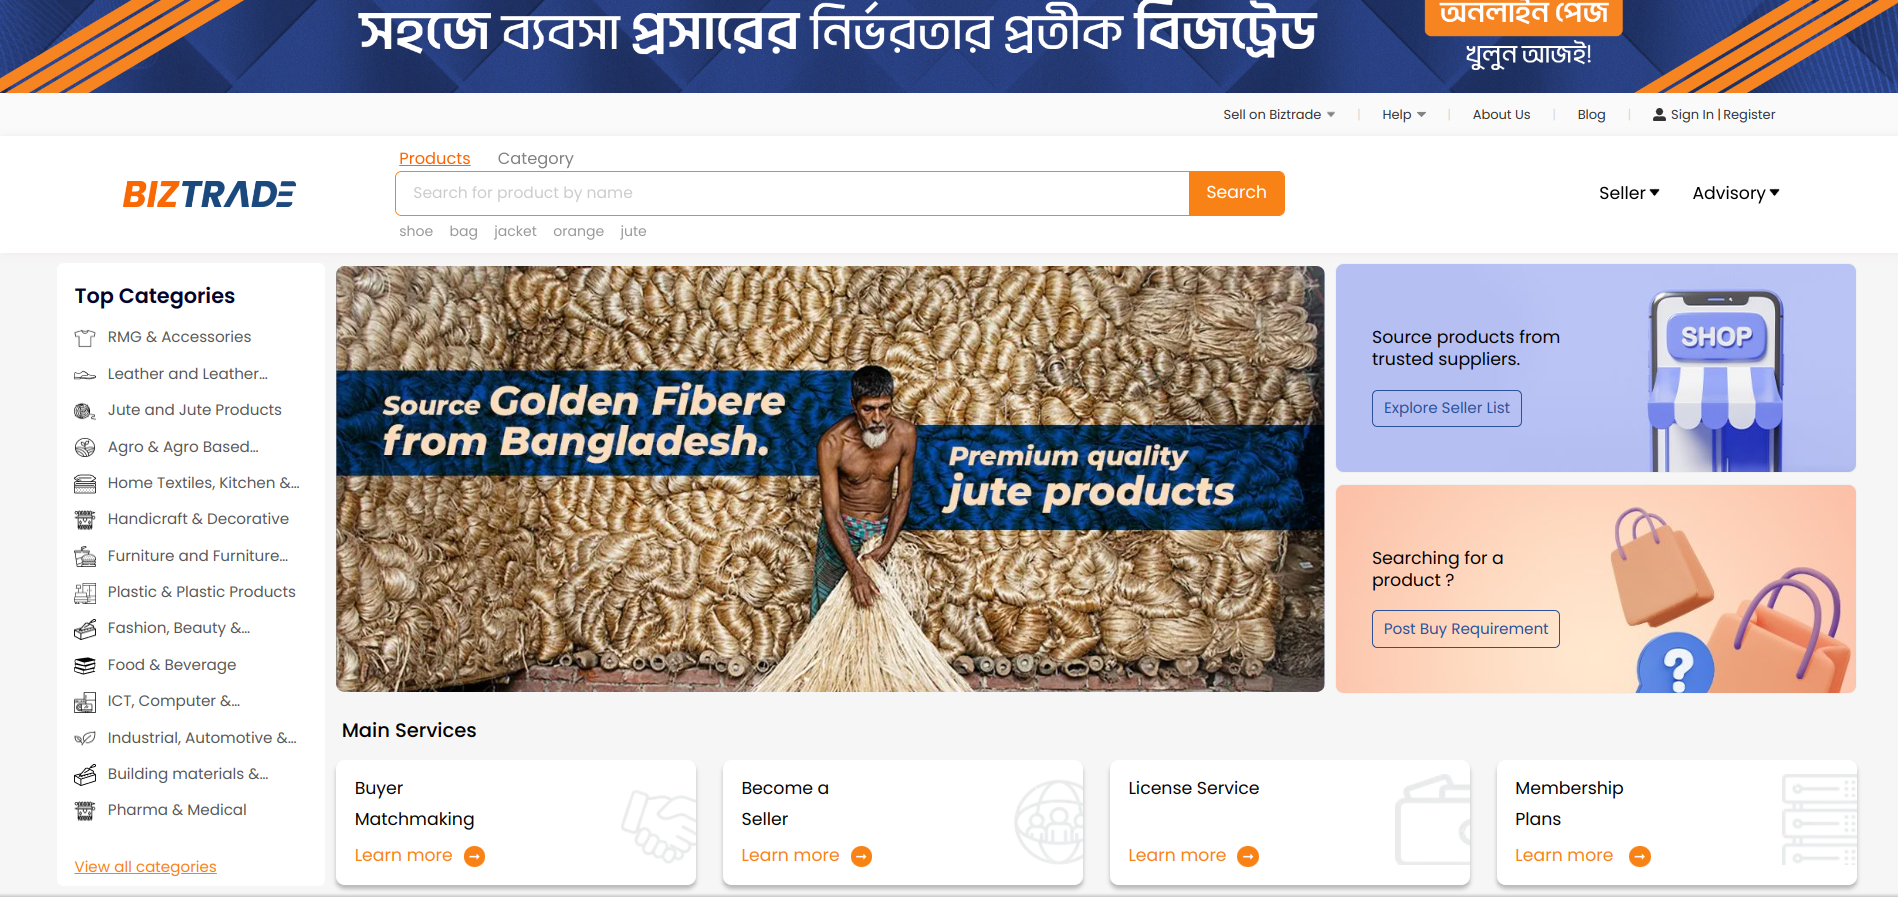 সহজে ব্যবসা প্রসারের নির্ভরতার প্রতীক বিজট্রেড
অনলাইন পেজ
খুলুন আজই!
Sell on Biztrade
Help
About Us
Blog
Sign In | Register
Products
Category
BIZTRADE
Search for product by name
Search
Seller
Advisory
shoe bag jacket orange jute
Top Categories
RMG & Accessories
Leather and Leather...
Jute and Jute Products
Agro & Agro Based...
Home Textiles, Kitchen &...
Handicraft & Decorative
Furniture and Furniture...
Plastic & Plastic Products
Fashion, Beauty &...
Food & Beverage
ICT, Computer &...
Industrial, Automotive &...
Building materials &...
Pharma & Medical
View all categories
Source Golden Fibere
from Bangladesh.
Premium quality
jute products
Source products from
trusted suppliers.
Explore Seller List
SHOP
Searching for a
product ?
Post Buy Requirement
?
Main Services
Buyer
Matchmaking
Learn more
Become a
Seller
Learn more
License Service
Learn more
Membership
Plans
Learn more